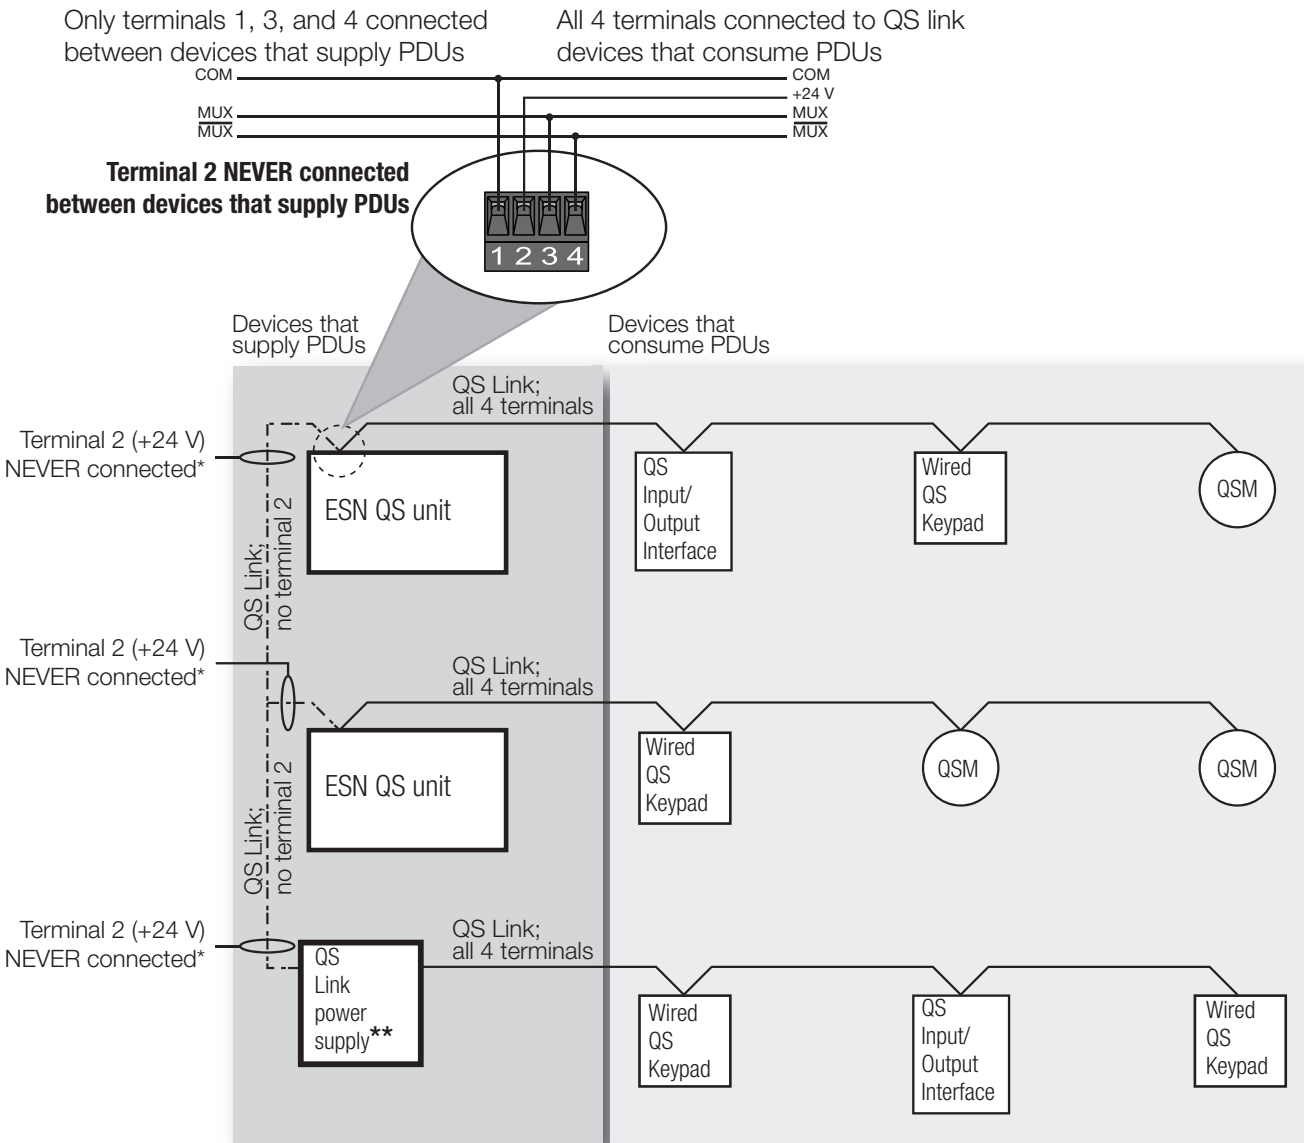 Only terminals 1, 3, and 4 connected
between devices that supply PDUs
All 4 terminals connected to QS link
devices that consume PDUs
COM
MUX
MUX
COM
+24 V
MUX
MUX
Terminal 2 NEVER connected
between devices that supply PDUs
1 2 3 4
Devices that
supply PDUs
Devices that
consume PDUs
QS Link;
all 4 terminals
Terminal 2 (+24 V)
NEVER connected*
QS Link;
no terminal 2
ESN QS unit
QS
Input/
Output
Interface
Wired
QS
Keypad
QSM
Terminal 2 (+24 V)
NEVER connected*
QS Link;
all 4 terminals
QS Link;
no terminal 2
ESN QS unit
Wired
QS
Keypad
QSM
QSM
Terminal 2 (+24 V)
NEVER connected*
QS Link;
all 4 terminals
QS
Link
power
supply**
Wired
QS
Keypad
QS
Input/
Output
Interface
Wired
QS
Keypad